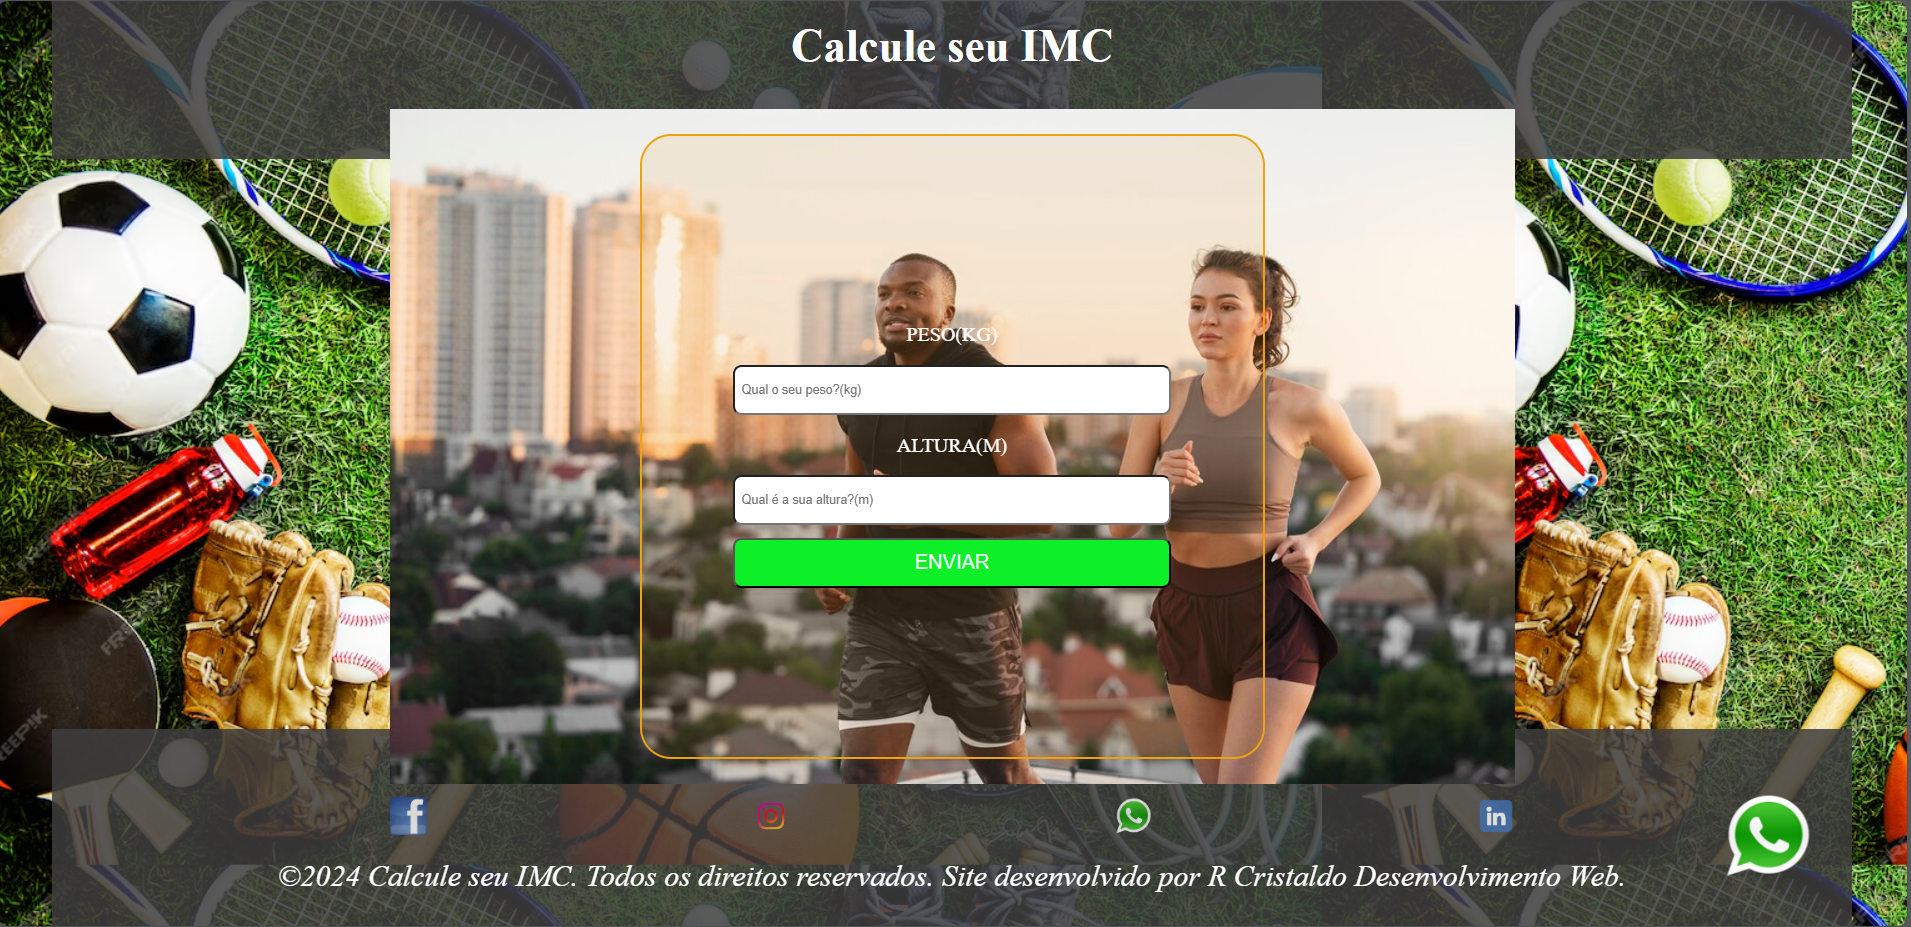 Calcule seu IMC
PESO(KG)
Qual o seu peso?(kg)
ALTURA(M)
Qual é a sua altura?(m)
ENVIAR
©2024 Calcule seu IMC. Todos os direitos reservados. Site desenvolvido por R Cristaldo Desenvolvimento Web.